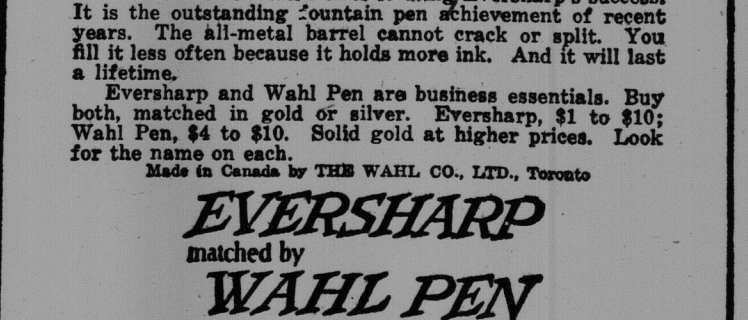 Eversharp's success.
It is the outstanding fountain pen achievement of recent
years. The all-metal barrel cannot crack or split. You
fill it less often because it holds more ink. And it will last
a lifetime.
Eversharp and Wahl Pen are business essentials. Buy
both, matched in gold or silver. Eversharp, $1 to $10;
Wahl Pen, $4 to $10. Solid gold at higher prices. Look
for the name on each.
Made in Canada by THE WAHL CO., LTD., Toronto
EVERSHARP
matched by
WAHL PEN